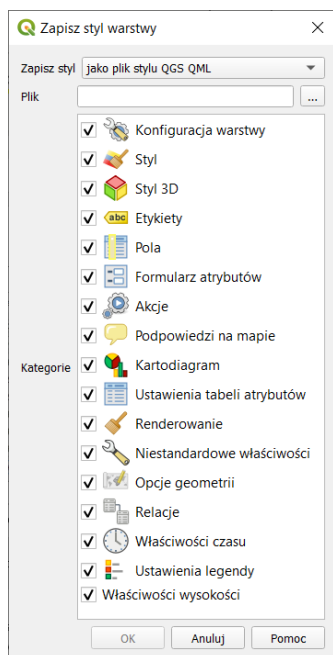 Zapisz styl warstwy
Zapisz styl jako plik stylu QGS QML
Plik ...
Konfiguracja warstwy
Styl
Styl 3D
abc Etykiety
Pola
Formularz atrybutów
Akcje
Podpowiedzi na mapie
Kategorie Kartodiagram
Ustawienia tabeli atrybutów
Renderowanie
Niestandardowe właściwości
Opcje geometrii
Relacje
Właściwości czasu
Ustawienia legendy
Właściwości wysokości
OK Anuluj Pomoc